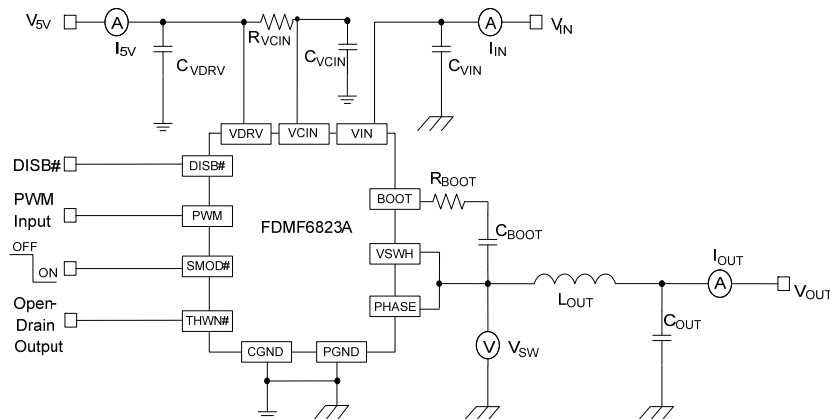 V5V
A
I5V
RVCIN
CVDRV
CVCIN
A
VIN
IIN
CVIN
VDRV
VCIN
VIN
DISB#
DISB#
PWM
Input
PWM
BOOT
RBOOT
FDMF6823A
CBOOT
OFF
ON
SMOD#
VSWH
IOUT
A
VOUT
LOUT
Open-
Drain
Output
THWN#
PHASE
COUT
V
VSW
CGND
PGND